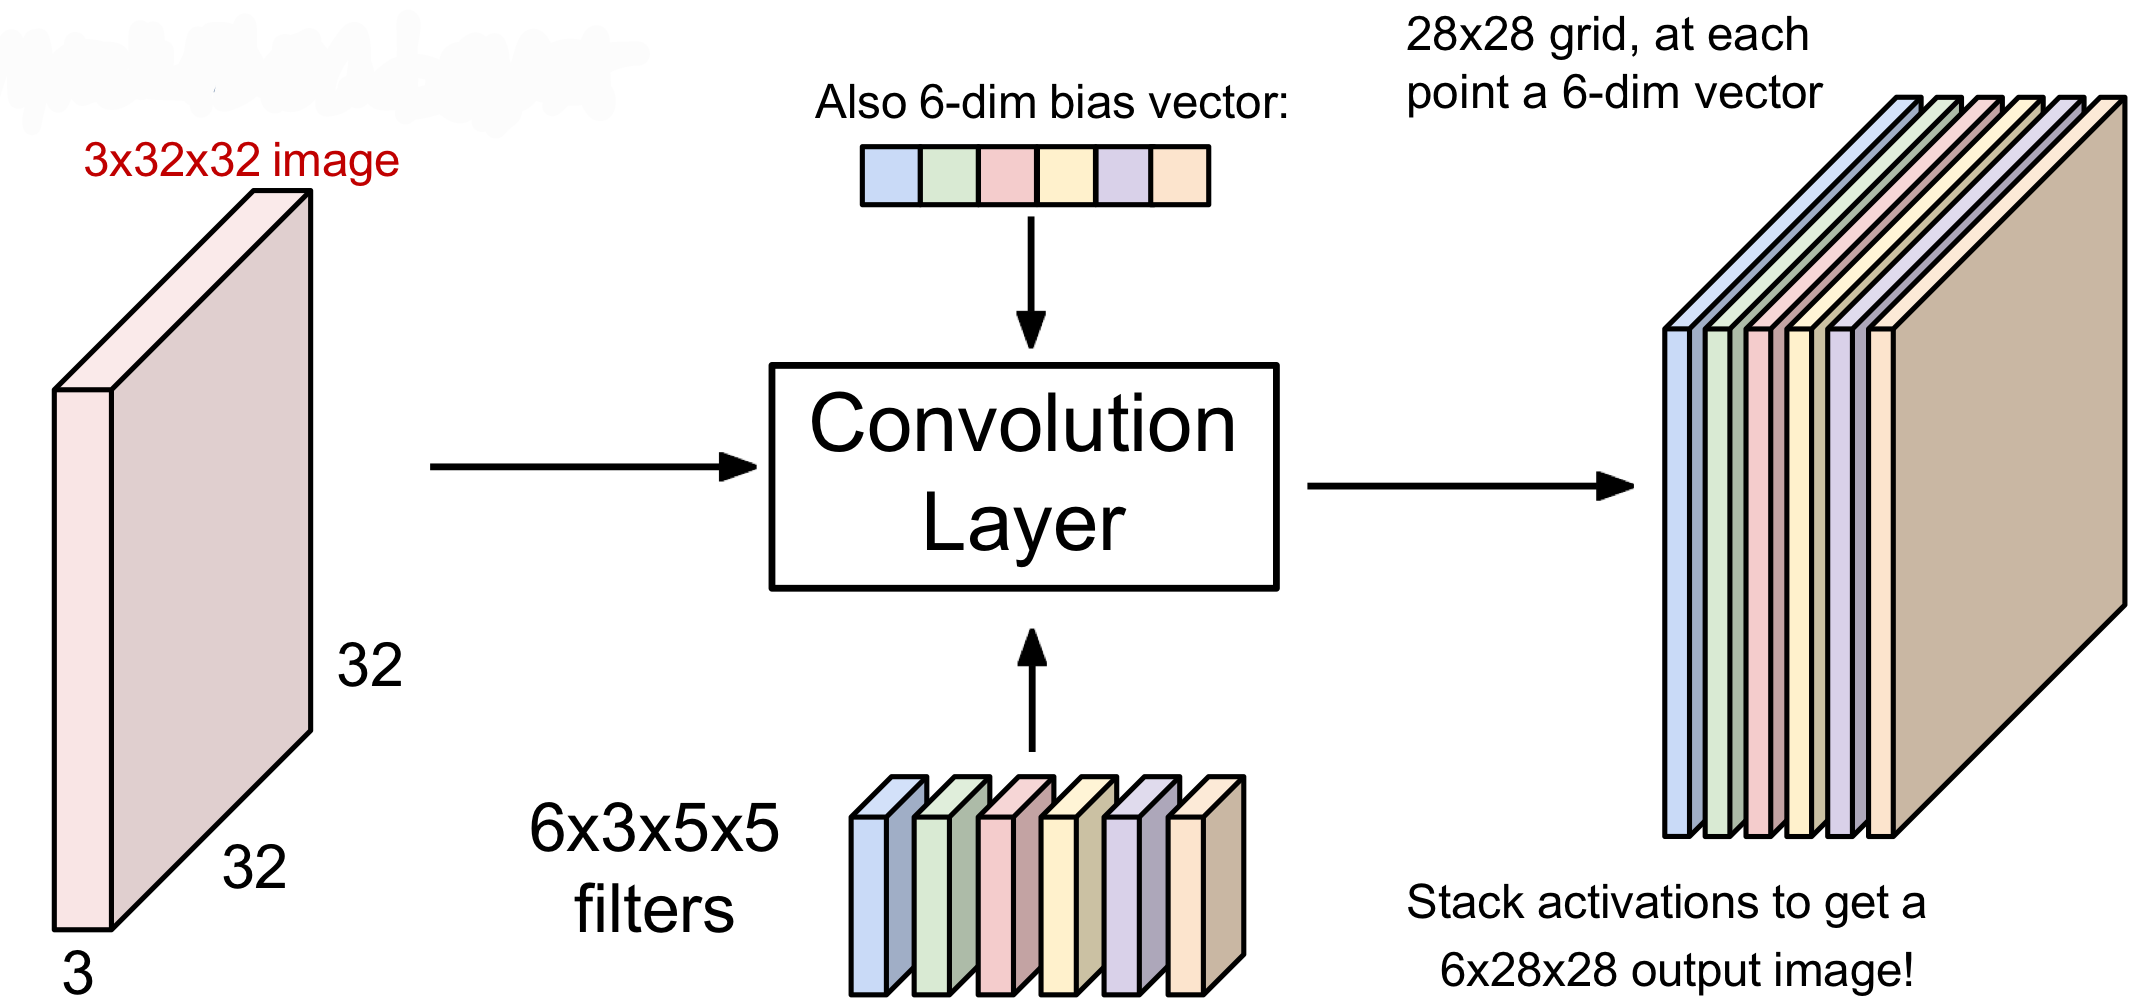 3x32x32 image
32
32
3
Also 6-dim bias vector:
Convolution
Layer
6x3x5x5
filters
28x28 grid, at each
point a 6-dim vector
Stack activations to get a
6x28x28 output image!